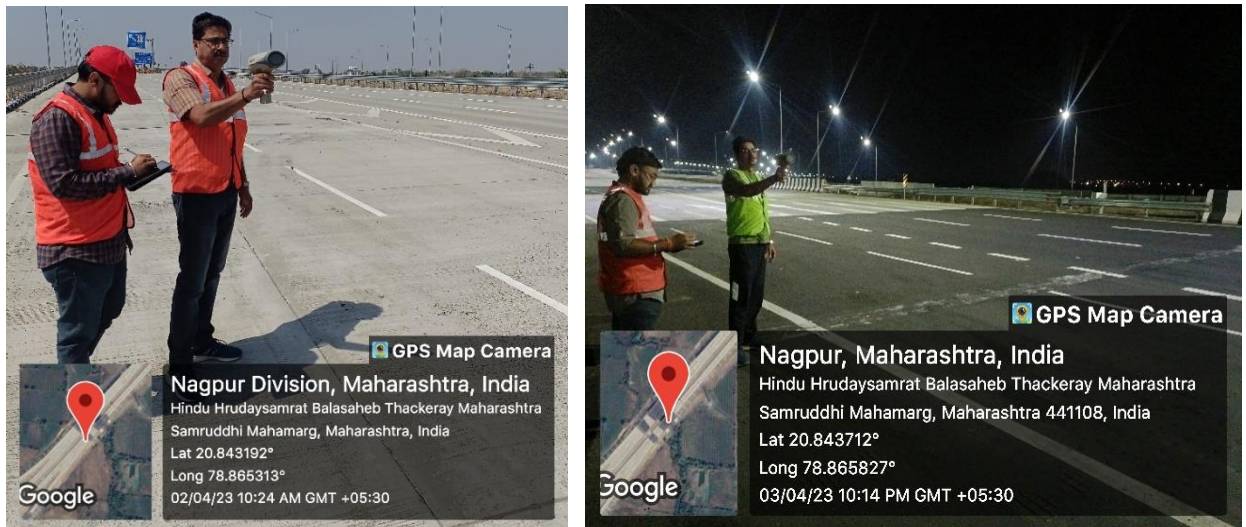 GPS Map Camera
Nagpur Division, Maharashtra, India
Hindu Hrudaysamrat Balasaheb Thackeray Maharashtra
Samruddhi Mahamarg, Maharashtra, India
Lat 20.843192°
Long 78.865313°
02/04/23 10:24 AM GMT +05:30
Google
GPS Map Camera
Nagpur, Maharashtra, India
Hindu Hrudaysamrat Balasaheb Thackeray Maharashtra
Samruddhi Mahamarg, Maharashtra 441108, India
Lat 20.843712°
Long 78.865827°
03/04/23 10:14 PM GMT +05:30
Google